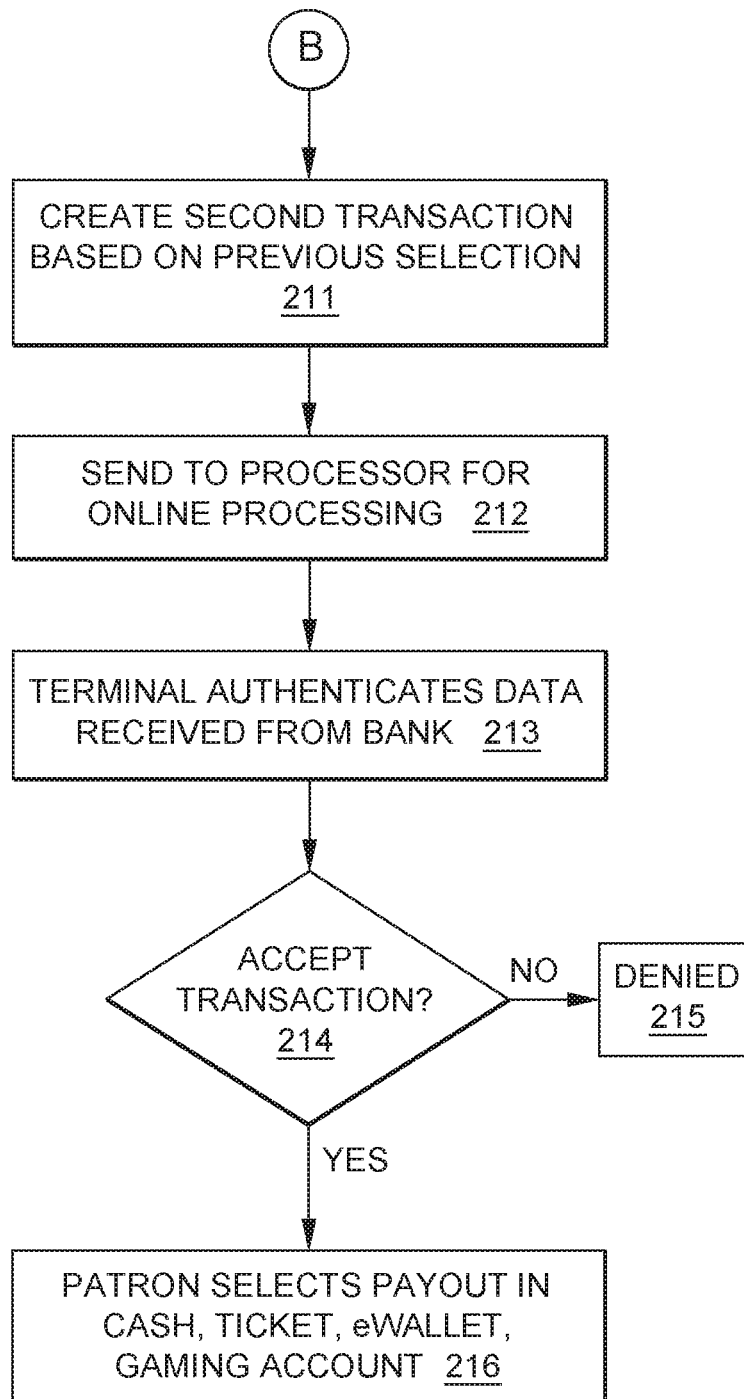 B
CREATE SECOND TRANSACTION
BASED ON PREVIOUS SELECTION
211
SEND TO PROCESSOR FOR
ONLINE PROCESSING 212
TERMINAL AUTHENTICATES DATA
RECEIVED FROM BANK 213
ACCEPT
TRANSACTION?
214
NO
DENIED
215
YES
PATRON SELECTS PAYOUT IN
CASH, TICKET, eWALLET,
GAMING ACCOUNT 216